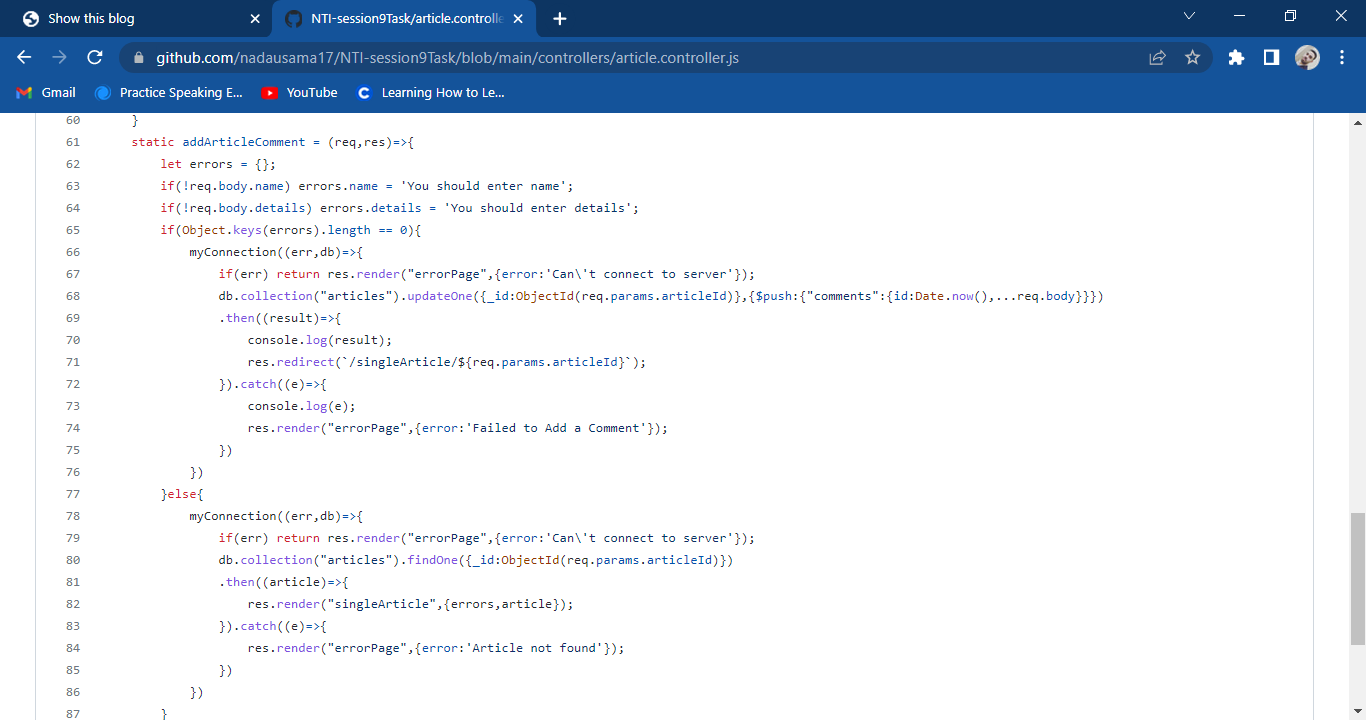 Show this blog
NTI-session9Task/article.controlle
github.com/nadausama17/NTI-session9Task/blob/main/controllers/article.controller.js
Gmail
Practice Speaking E...
YouTube
Learning How to Le...
60 }
61 static addArticleComment = (req,res)=>{
62 let errors = {};
63 if(!req.body.name) errors.name = 'You should enter name';
64 if(!req.body.details) errors.details = 'You should enter details';
65 if(Object.keys(errors).length == 0){
66 myConnection((err,db)=>{
67 if(err) return res.render("errorPage",{error:'Can\'t connect to server'});
68 db.collection("articles").updateOne({_id:ObjectId(req.params.articleId)},{$push:{"comments":{id:Date.now(),...req.body}}})
69 .then((result)=>{
70 console.log(result);
71 res.redirect(`/singleArticle/${req.params.articleId}`);
72 }).catch((e)=>{
73 console.log(e);
74 res.render("errorPage",{error:'Failed to Add a Comment'});
75 })
76 })
77 }else{
78 myConnection((err,db)=>{
79 if(err) return res.render("errorPage",{error:'Can\'t connect to server'});
80 db.collection("articles").findOne({_id:ObjectId(req.params.articleId)})
81 .then((article)=>{
82 res.render("singleArticle",{errors,article});
83 }).catch((e)=>{
84 res.render("errorPage",{error:'Article not found'});
85 })
86 })
87 }